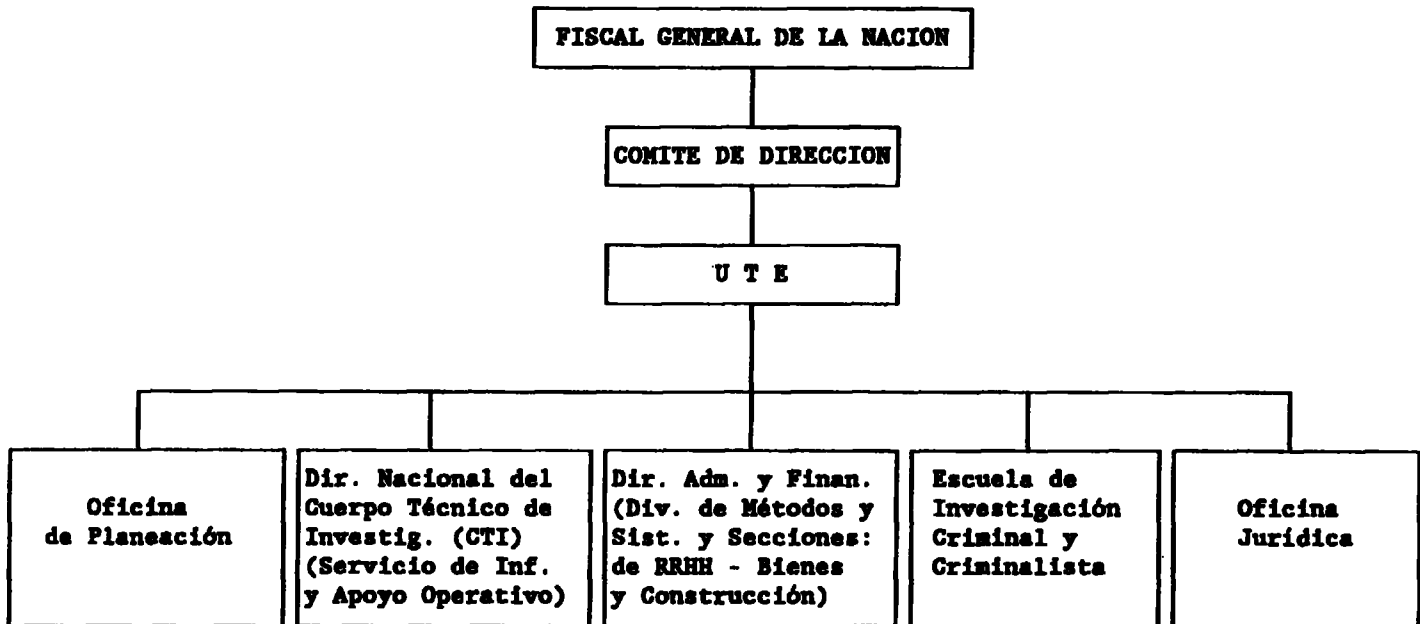 FISCAL GENERAL DE LA NACION
COMITE DE DIRECCION
U T E
Oficina
de Planeación
Dir. Nacional del
Cuerpo Técnico de
Investig. (CTI)
(Servicio de Inf.
y Apoyo Operativo)
Dir. Adm. y Finan.
(Div. de Métodos y
Sist. y Secciones:
de RRHH - Bienes
y Construcción)
Escuela de
Investigación
Criminal y
Criminalista
Oficina
Jurídica